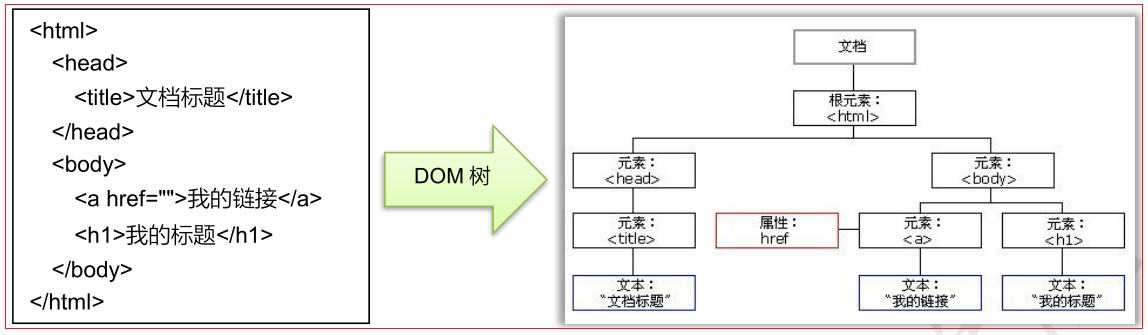 <html>
<head>
<title>文档标题</title>
</head>
<body>
<a href="">我的链接</a>
<h1>我的标题</h1>
</body>
</html>
DOM 树
文档
根元素：
<html>
元素：
<head>
元素：
<body>
元素：
<title>
属性：
href
元素：
<a>
元素：
<h1>
文本：
“文档标题”
文本：
“我的链接”
文本：
“我的标题”